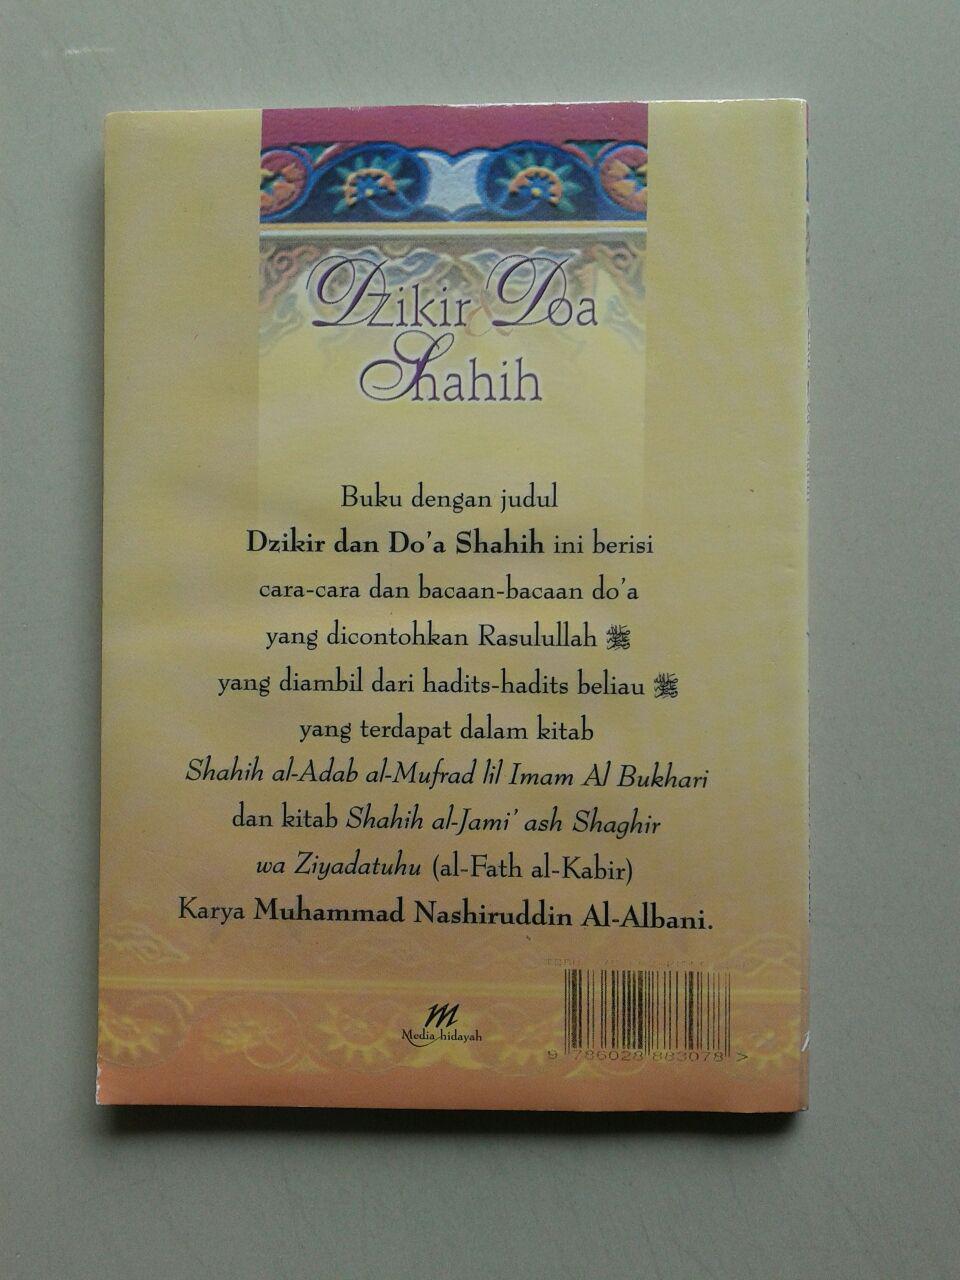 Dzikir & Doa
Shahih
Buku dengan judul
Dzikir dan Do'a Shahih ini berisi
cara-cara dan bacaan-bacaan do'a
yang dicontohkan Rasulullah ﷺ
yang diambil dari hadits-hadits beliau ﷺ
yang terdapat dalam kitab
Shahih al-Adab al-Mufrad lil Imam Al Bukhari
dan kitab Shahih al-Jami' ash Shaghir
wa Ziyadatuhu (al-Fath al-Kabir)
Karya Muhammad Nashiruddin Al-Albani.
m
Media hidayah
9 786028 883078 >